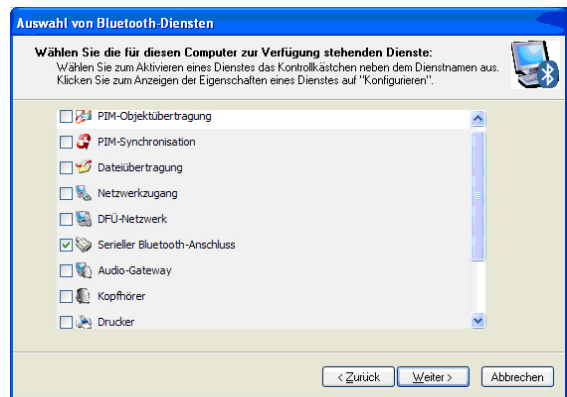 Auswahl von Bluetooth-Diensten
Wählen Sie die für diesen Computer zur Verfügung stehenden Dienste:
Wählen Sie zum Aktivieren eines Dienstes das Kontrollkästchen neben dem Dienstnamen aus.
Klicken Sie zum Anzeigen der Eigenschaften eines Dienstes auf "Konfigurieren".
PIM-Objektübertragung
PIM-Synchronisation
Dateiübertragung
Netzwerkzugang
DFÜ-Netzwerk
Serieller Bluetooth-Anschluss
Audio-Gateway
Kopfhörer
Drucker
< Zurück Weiter > Abbrechen